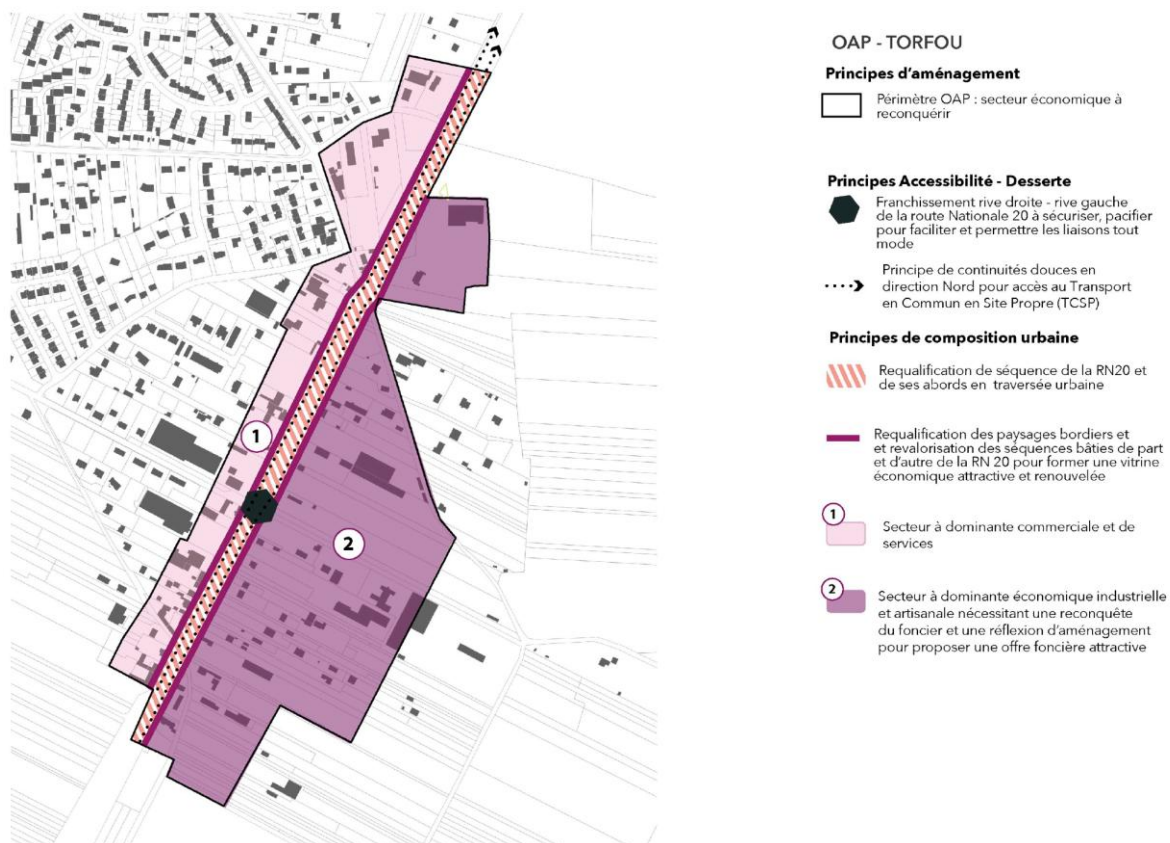 OAP - TORFOU
Principes d'aménagement
Périmètre OAP : secteur économique à
reconquérir
Principes Accessibilité - Desserte
Franchissement rive droite - rive gauche
de la route Nationale 20 à sécuriser, pacifier
pour faciliter et permettre les liaisons tout
mode
Principe de continuités douces en
direction Nord pour accès au Transport
en Commun en Site Propre (TCSP)
Principes de composition urbaine
Requalification de séquence de la RN20 et
de ses abords en traversée urbaine
Requalification des paysages bordiers et
et revalorisation des séquences bâties de part
et d'autre de la RN 20 pour former une vitrine
économique attractive et renouvelée
1
Secteur à dominante commerciale et de
services
2
Secteur à dominante économique industrielle
et artisanale nécessitant une reconquête
du foncier et une réflexion d'aménagement
pour proposer une offre foncière attractive
1
2